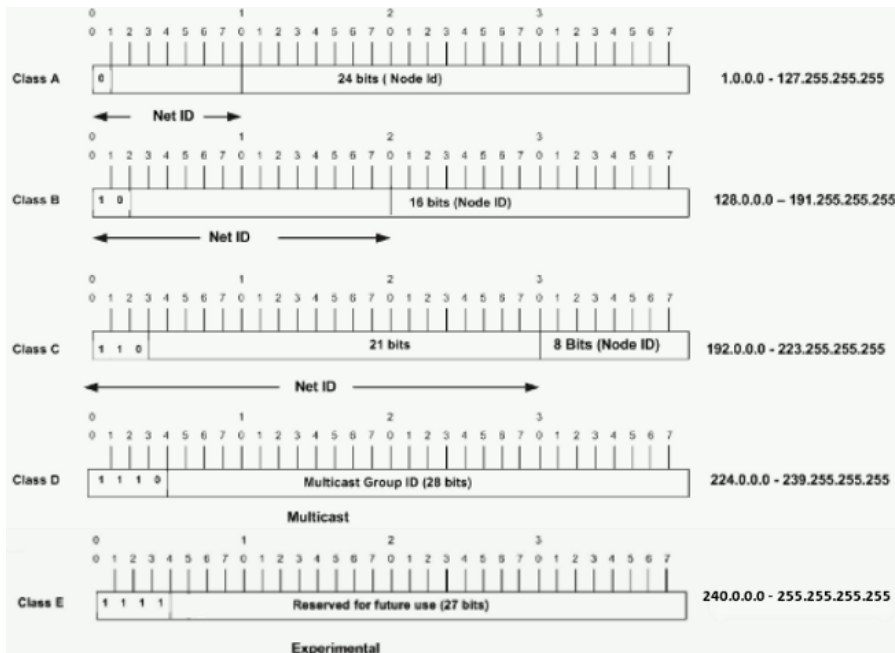 0 1 2 3
0 1 2 3 4 5 6 7 0 1 2 3 4 5 6 7 0 1 2 3 4 5 6 7 0 1 2 3 4 5 6 7
Class A 0 24 bits ( Node Id) 1.0.0.0 - 127.255.255.255
Net ID
0 1 2 3
0 1 2 3 4 5 6 7 0 1 2 3 4 5 6 7 0 1 2 3 4 5 6 7 0 1 2 3 4 5 6 7
Class B 1 0 16 bits (Node ID) 128.0.0.0 – 191.255.255.255
Net ID
0 1 2 3
0 1 2 3 4 5 6 7 0 1 2 3 4 5 6 7 0 1 2 3 4 5 6 7 0 1 2 3 4 5 6 7
Class C 1 1 0 21 bits 8 Bits (Node ID) 192.0.0.0 - 223.255.255.255
Net ID
0 1 2 3
0 1 2 3 4 5 6 7 0 1 2 3 4 5 6 7 0 1 2 3 4 5 6 7 0 1 2 3 4 5 6 7
Class D 1 1 1 0 Multicast Group ID (28 bits) 224.0.0.0 - 239.255.255.255
Multicast
0 1 2 3
0 1 2 3 4 5 6 7 0 1 2 3 4 5 6 7 0 1 2 3 4 5 6 7 0 1 2 3 4 5 6 7
Class E 1 1 1 1 Reserved for future use (27 bits) 240.0.0.0 - 255.255.255.255
Experimental